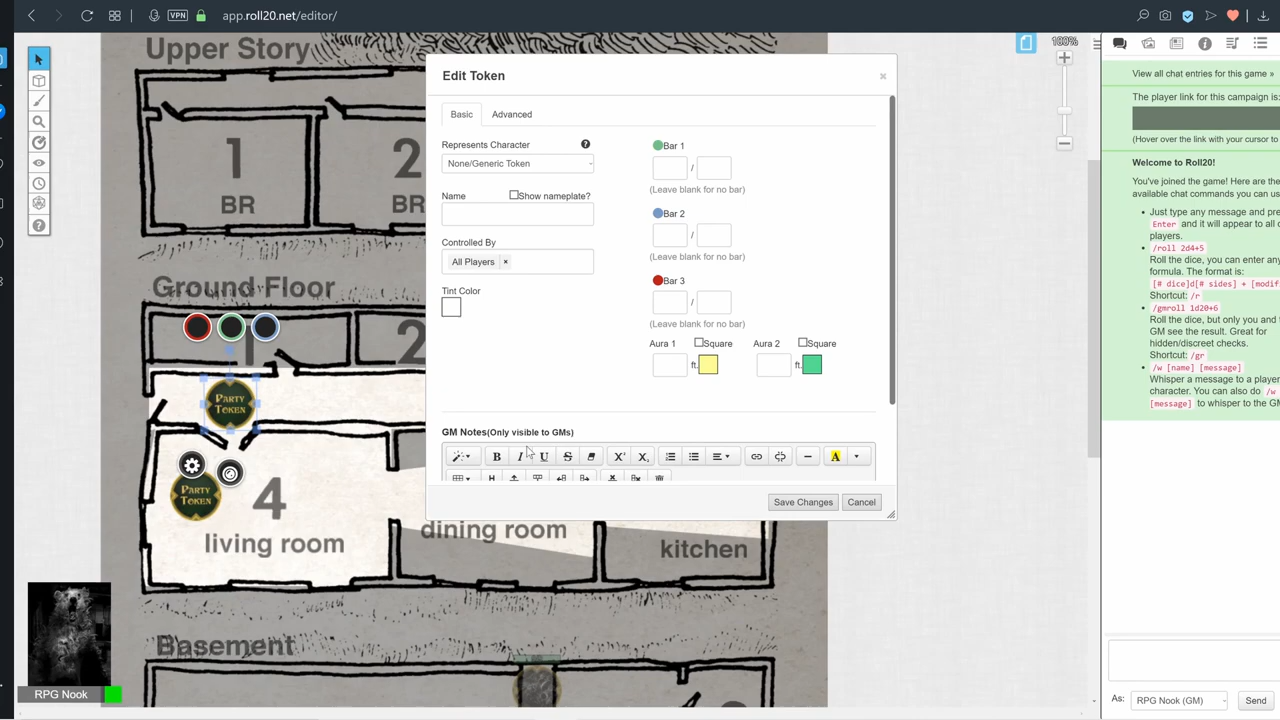 VPN
app.roll20.net/editor/
Upper Story
1
BR
2
BR
Ground Floor
1
2
PARTY
TOKEN
PARTY
TOKEN
4
living room
dining room
kitchen
Basement
RPG Nook
Edit Token
×
Basic
Advanced
Represents Character
?
None/Generic Token
Name
Show nameplate?
Controlled By
All Players
×
Tint Color
Bar 1
/
(Leave blank for no bar)
Bar 2
/
(Leave blank for no bar)
Bar 3
/
(Leave blank for no bar)
Aura 1
Square
Aura 2
Square
ft.
ft.
GM Notes(Only visible to GMs)
B I U S X² X₂ A
H
Save Changes
Cancel
100%
View all chat entries for this game »
The player link for this campaign is:
(Hover over the link with your cursor to
Welcome to Roll20!
You've joined the game! Here are the
available chat commands you can us
Just type any message and pre
Enter and it will appear to all o
players.
/roll 2d4+5
Roll the dice, you can enter any
formula. The format is:
[# dice]d[# sides] + [modif
Shortcut: /r
/gmroll 1d20+6
Roll the dice, but only you and
GM see the result. Great for
hidden/discreet checks.
Shortcut: /gr
/w [name] [message]
Whisper a message to a player
character. You can also do /w
[message] to whisper to the GM
As:
RPG Nook (GM)
Send